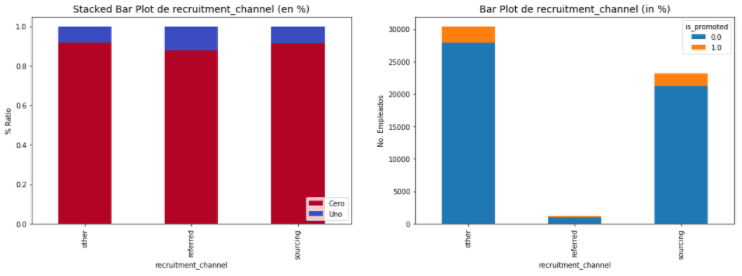 Stacked Bar Plot de recruitment_channel (en %)
1.0
0.8
0.6
0.4
0.2
0.0
% Ratio
Cero
Uno
other
referred
sourcing
recruitment_channel
Bar Plot de recruitment_channel (in %)
30000
25000
20000
15000
10000
5000
0
No. Empleados
is_promoted
0.0
1.0
other
referred
sourcing
recruitment_channel